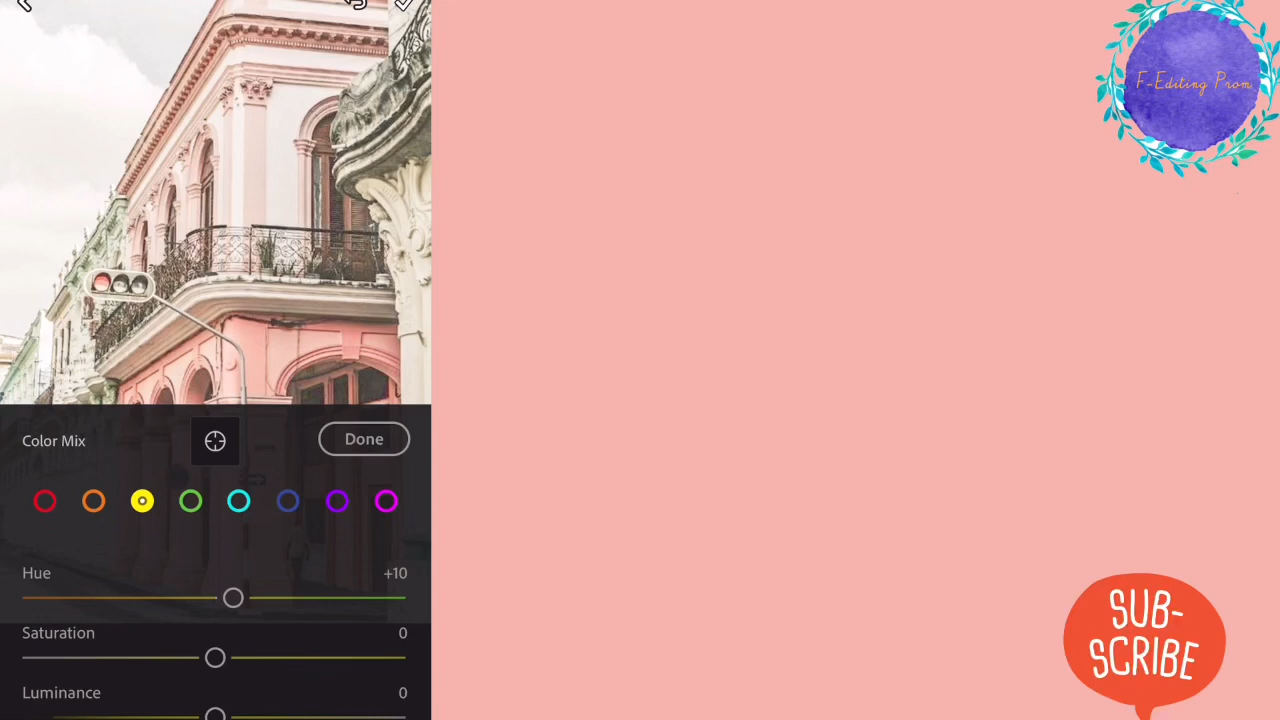 F-Editing Prom
Color Mix
Done
Hue
+10
Saturation
0
Luminance
0
SUB-
SCRIBE